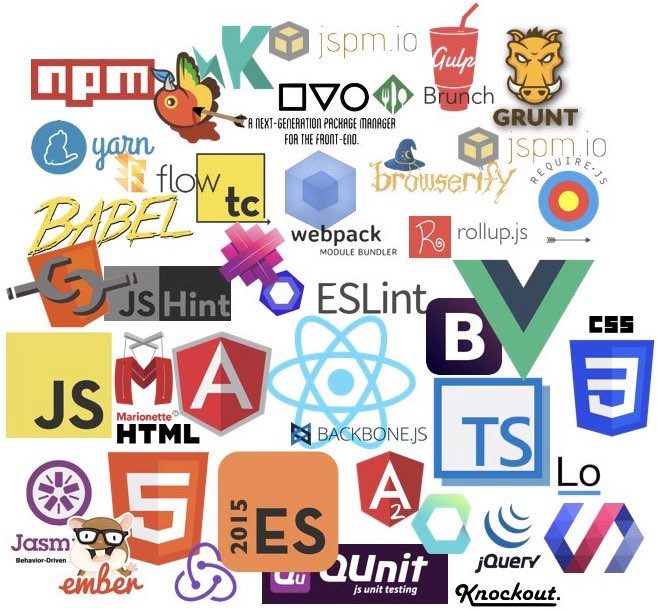 npm
K
jspm.io
Gulp
Brunch
GRUNT
A NEXT-GENERATION PACKAGE MANAGER
FOR THE FRONT-END.
yarn
flow
tc
browserify
jspm.io
REQUIRE.JS
BABEL
webpack
MODULE BUNDLER
R
rollup.js
JSHint
ESLint
B
CSS
3
JS
Marionette
M
A
HTML
BACKBONE.JS
TS
Lo
5
2015
ES
A
2
Jasm
Behavior-Driven
ember
Qu
QUnit
js unit testing
jQuery
Knockout.